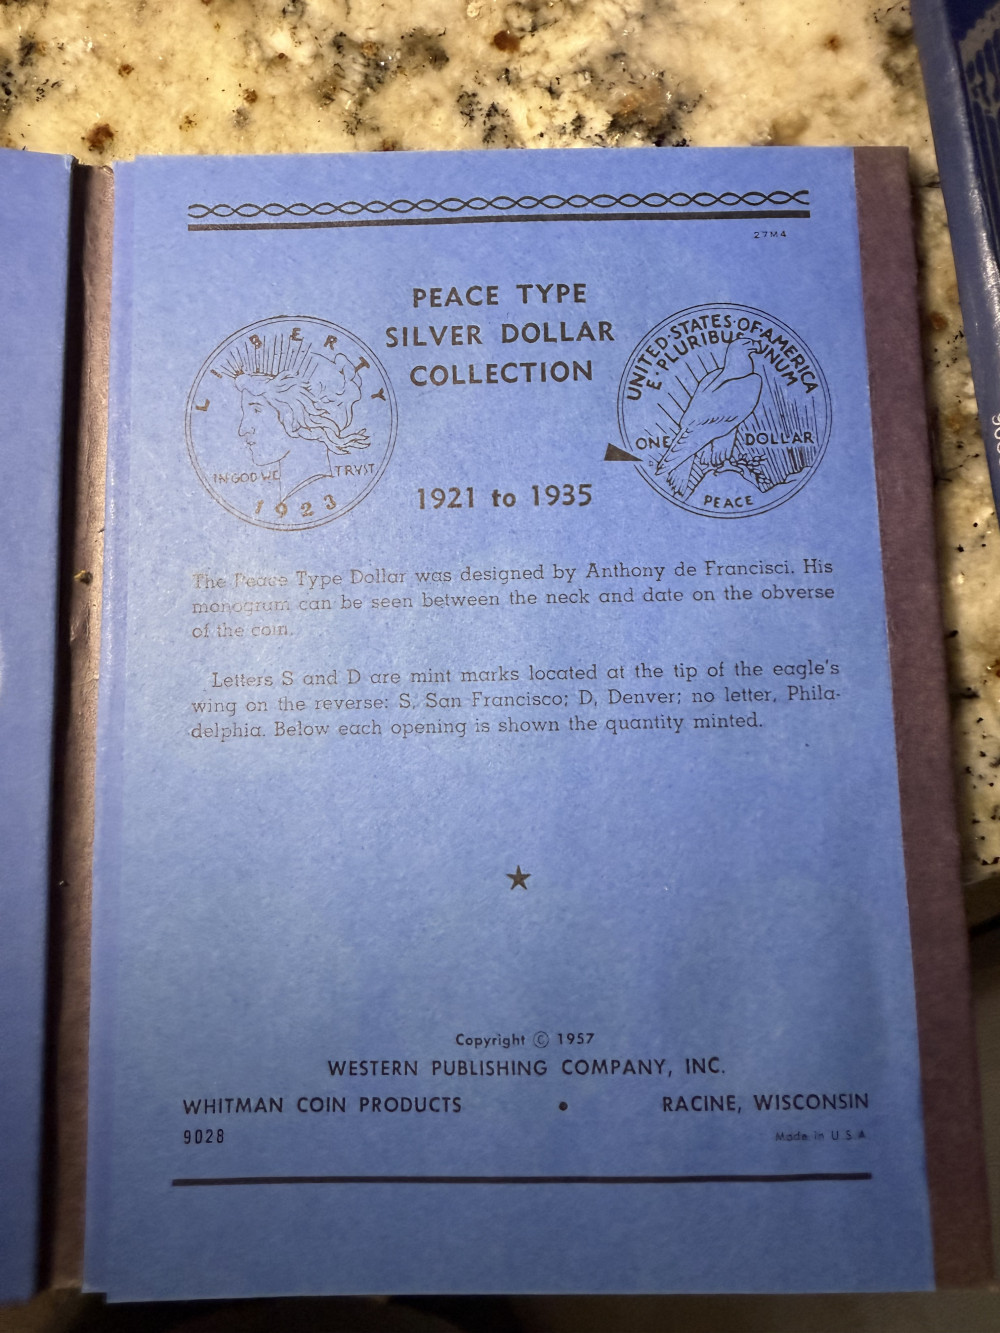 27M4
PEACE TYPE
SILVER DOLLAR
COLLECTION
LIBERTY
IN GOD WE TRVST
1923
UNITED·STATES·OF·AMERICA
E·PLURIBUS UNUM
ONE DOLLAR
PEACE
1921 to 1935
The Peace Type Dollar was designed by Anthony de Francisci. His
monogram can be seen between the neck and date on the obverse
of the coin.
Letters S and D are mint marks located at the tip of the eagle's
wing on the reverse: S, San Francisco; D, Denver; no letter, Phila-
delphia. Below each opening is shown the quantity minted.
Copyright © 1957
WESTERN PUBLISHING COMPANY, INC.
WHITMAN COIN PRODUCTS • RACINE, WISCONSIN
9028
Made in U.S.A.